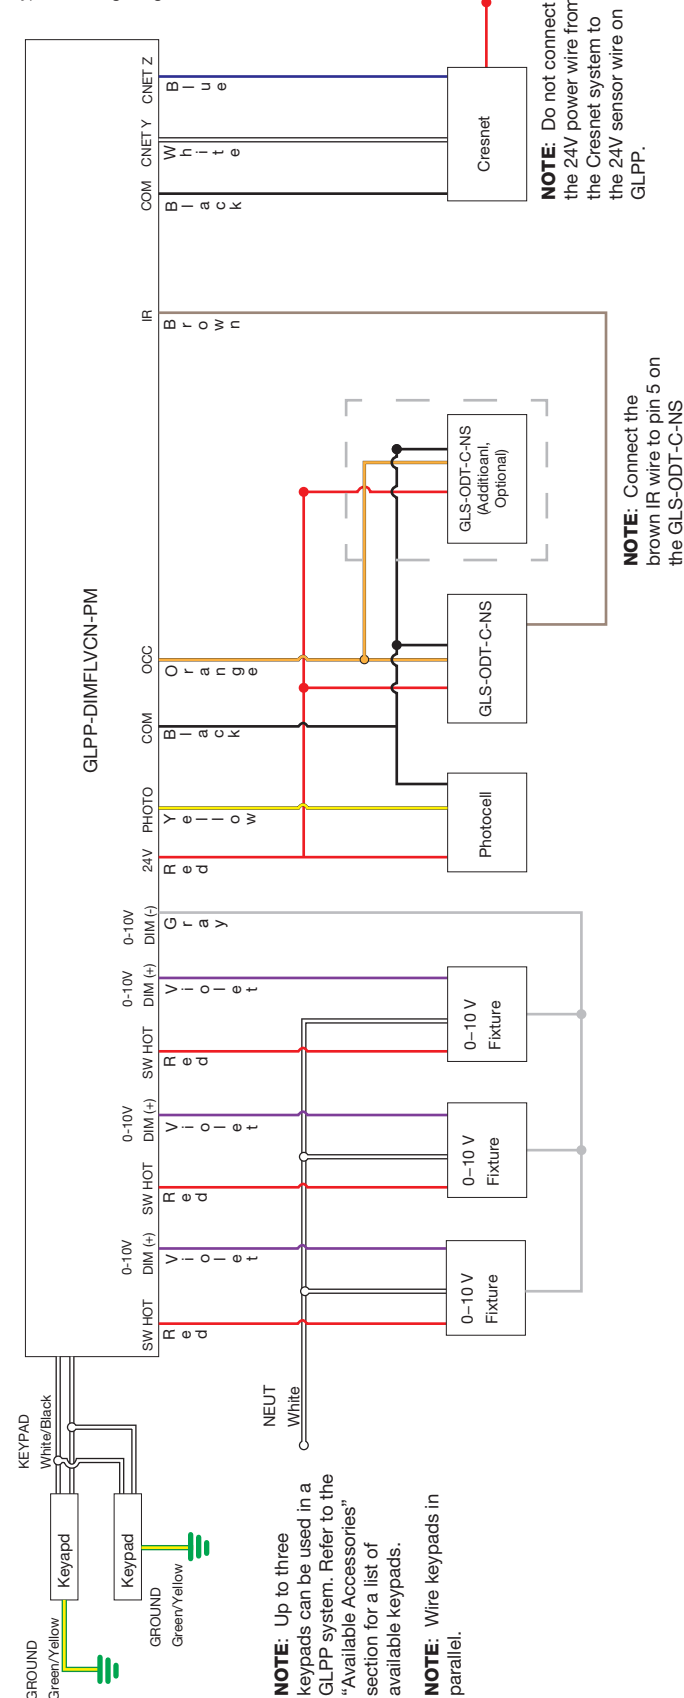 GLPP-DIMFLVCN-PM
KEYPAD
White/Black
Keyapd
Keypad
GROUND
Green/Yellow
GROUND
Green/Yellow
SW HOT
Red
0-10V
DIM (+)
Violet
SW HOT
Red
0-10V
DIM (+)
Violet
SW HOT
Red
0-10V
DIM (+)
Violet
0-10V
DIM (-)
Gray
24V
Red
PHOTO
Yellow
COM
Black
OCC
Orange
IR
Brown
COM
Black
CNET Y
White
CNET Z
Blue
NEUT
White
0–10 V
Fixture
0–10 V
Fixture
0–10 V
Fixture
Photocell
GLS-ODT-C-NS
GLS-ODT-C-NS
(Additioanl,
Optional)
Cresnet
NOTE: Up to three
keypads can be used in a
GLPP system. Refer to the
“Available Accessories”
section for a list of
available keypads.
NOTE: Wire keypads in
parallel.
NOTE: Connect the
brown IR wire to pin 5 on
the GLS-ODT-C-NS
NOTE: Do not connect
the 24V power wire from
the Cresnet system to
the 24V sensor wire on
GLPP.